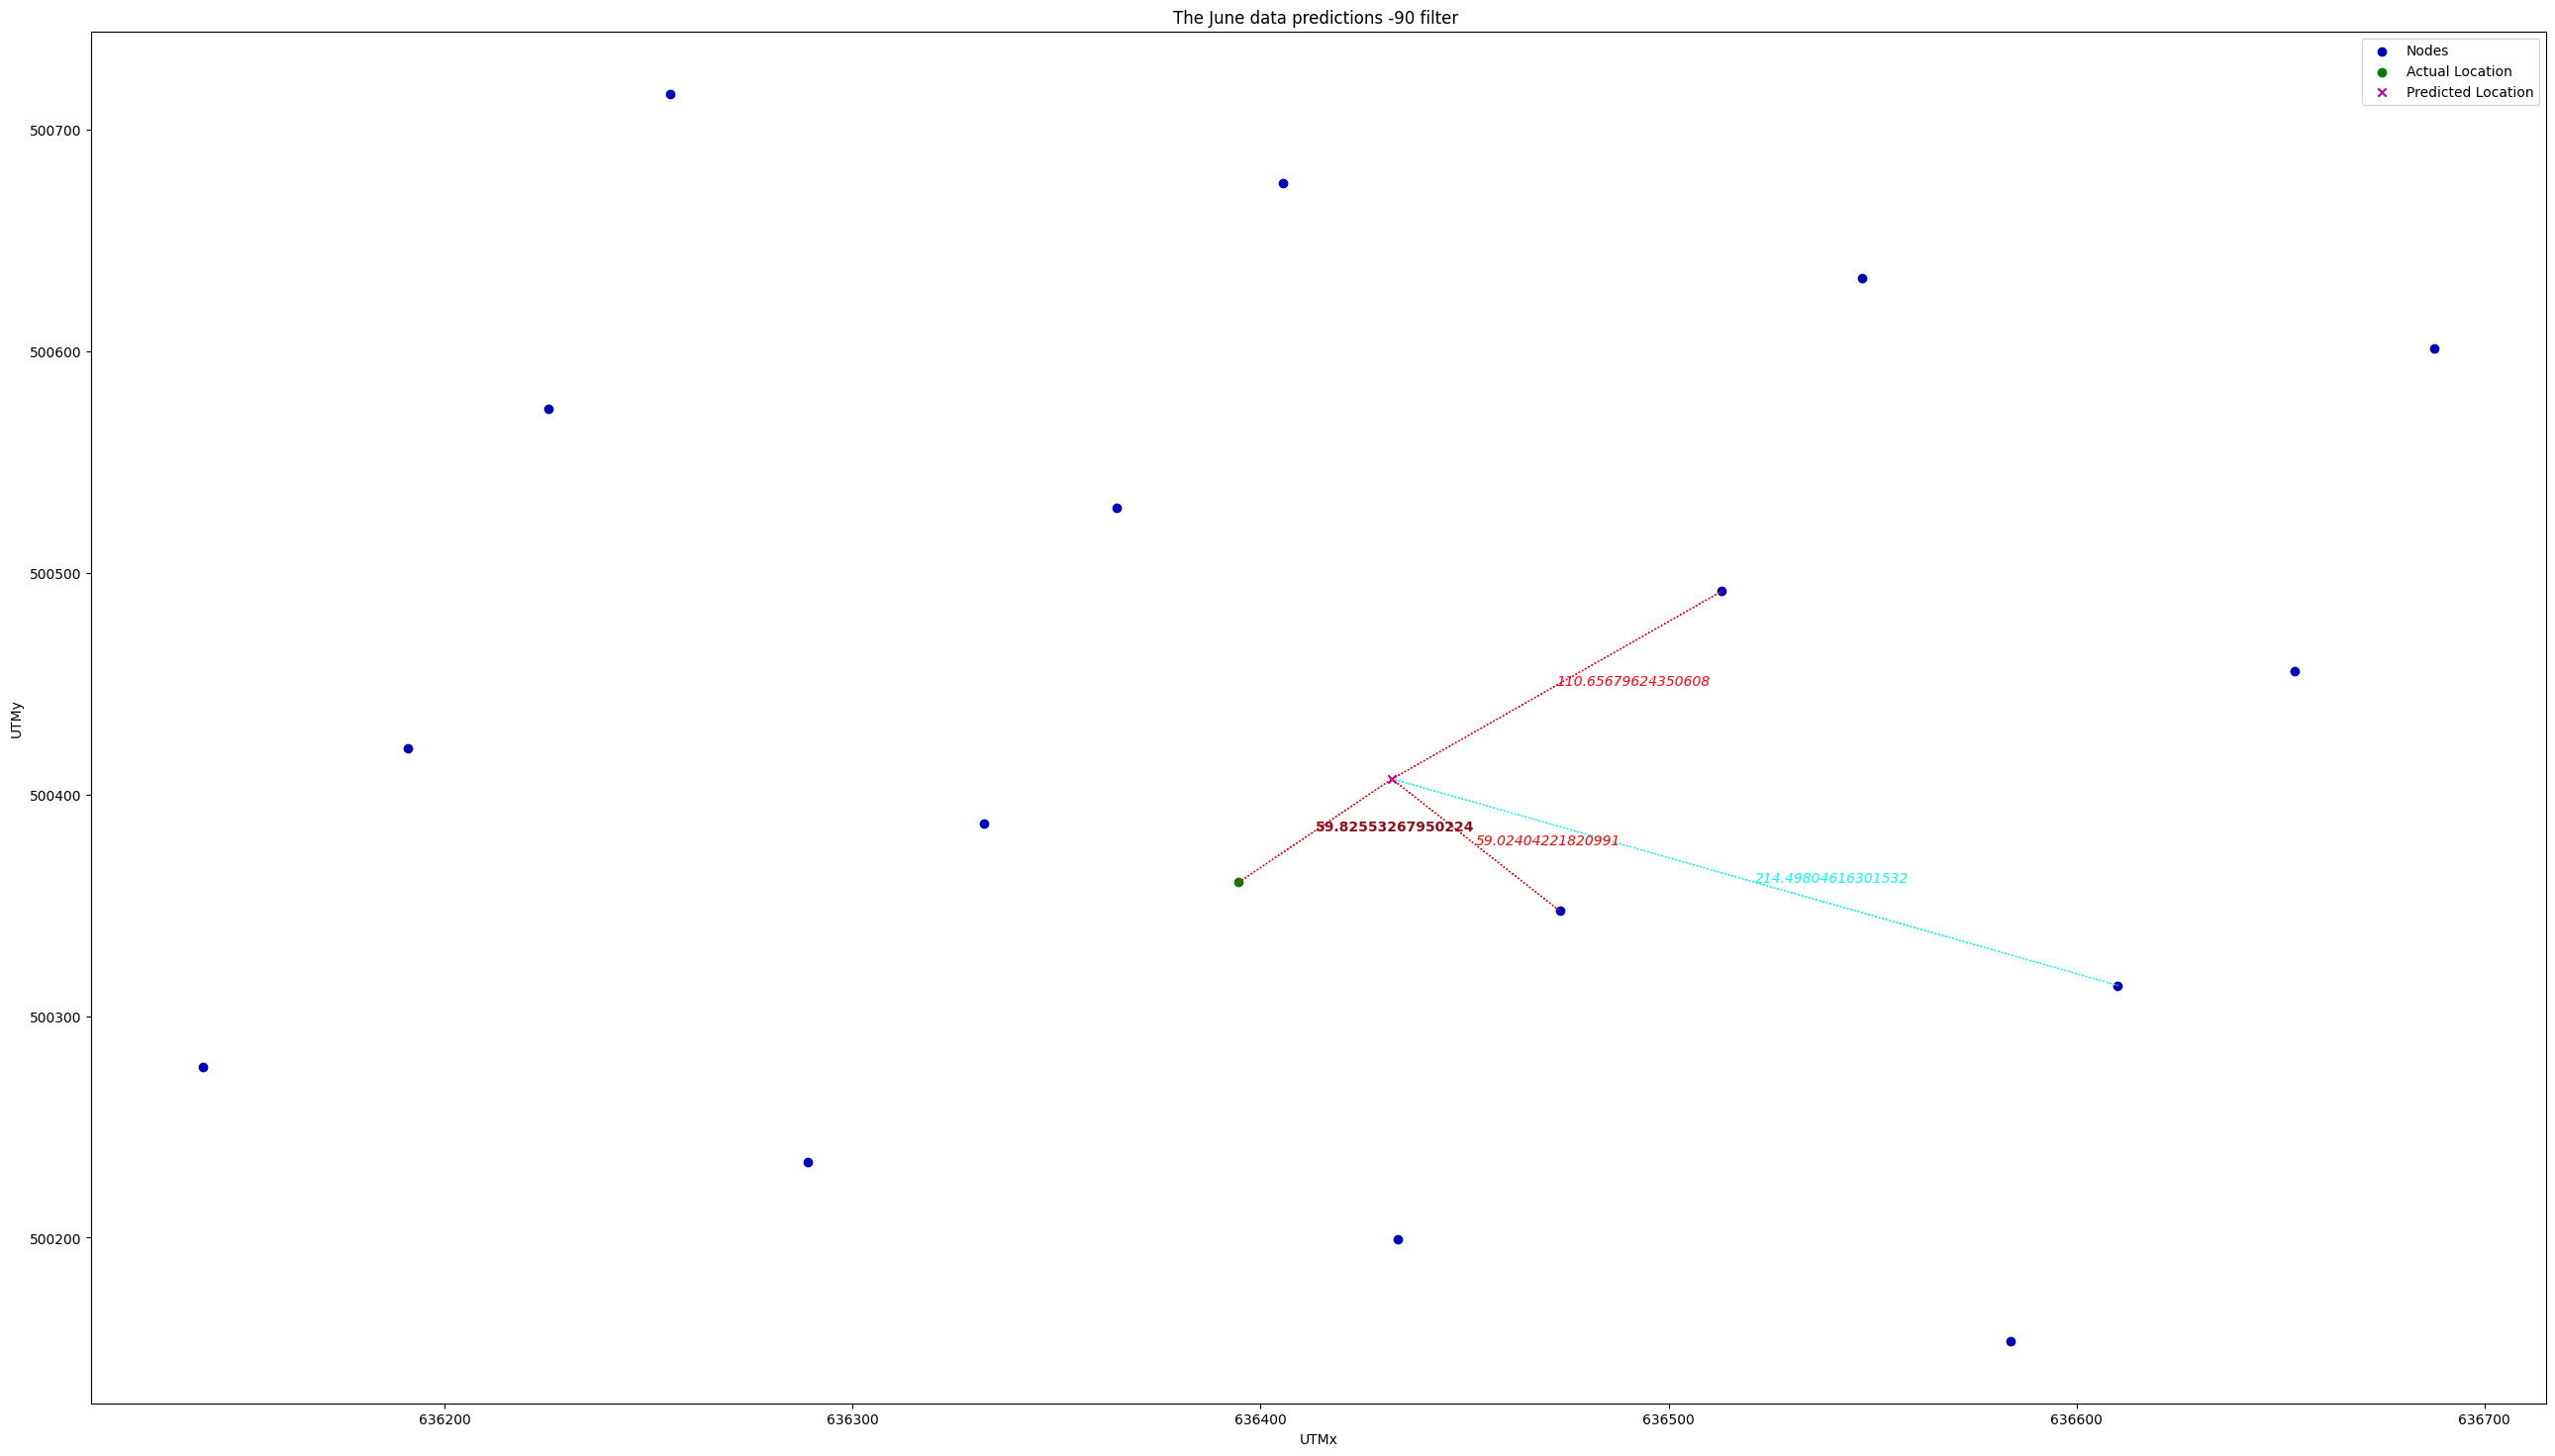 The June data predictions -90 filter
Nodes
Actual Location
Predicted Location
500700
500600
500500
500400
500300
500200
UTMy
110.65679624350608
59.82553267950224
59.02404221820991
214.49804616301532
636200
636300
636400
636500
636600
636700
UTMx